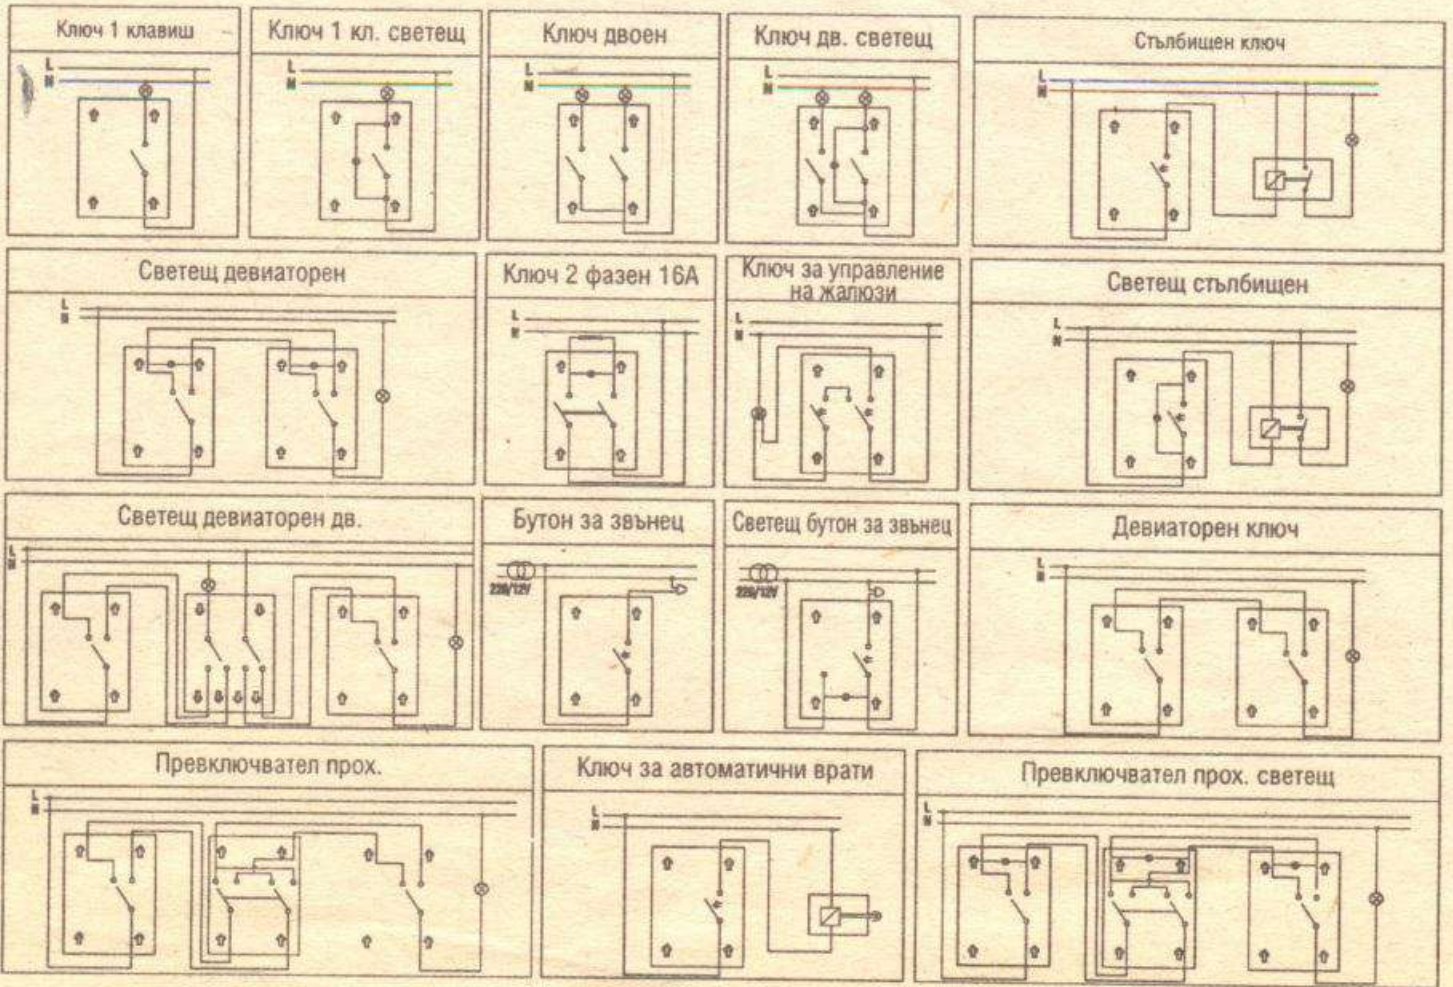 Ключ 1 клавиш
L
N
Ключ 1 кл. светещ
L
N
Ключ двоен
L
N
Ключ дв. светещ
L
N
Стълбищен ключ
L
N
Светещ девиаторен
L
N
Ключ 2 фазен 16А
L
N
Ключ за управление
на жалюзи
L
N
Светещ стълбищен
L
N
Светещ девиаторен дв.
L
N
Бутон за звънец
220/12V
Светещ бутон за звънец
220/12V
Девиаторен ключ
L
N
Превключвател прох.
L
N
Ключ за автоматични врати
L
N
Превключвател прох. светещ
L
N